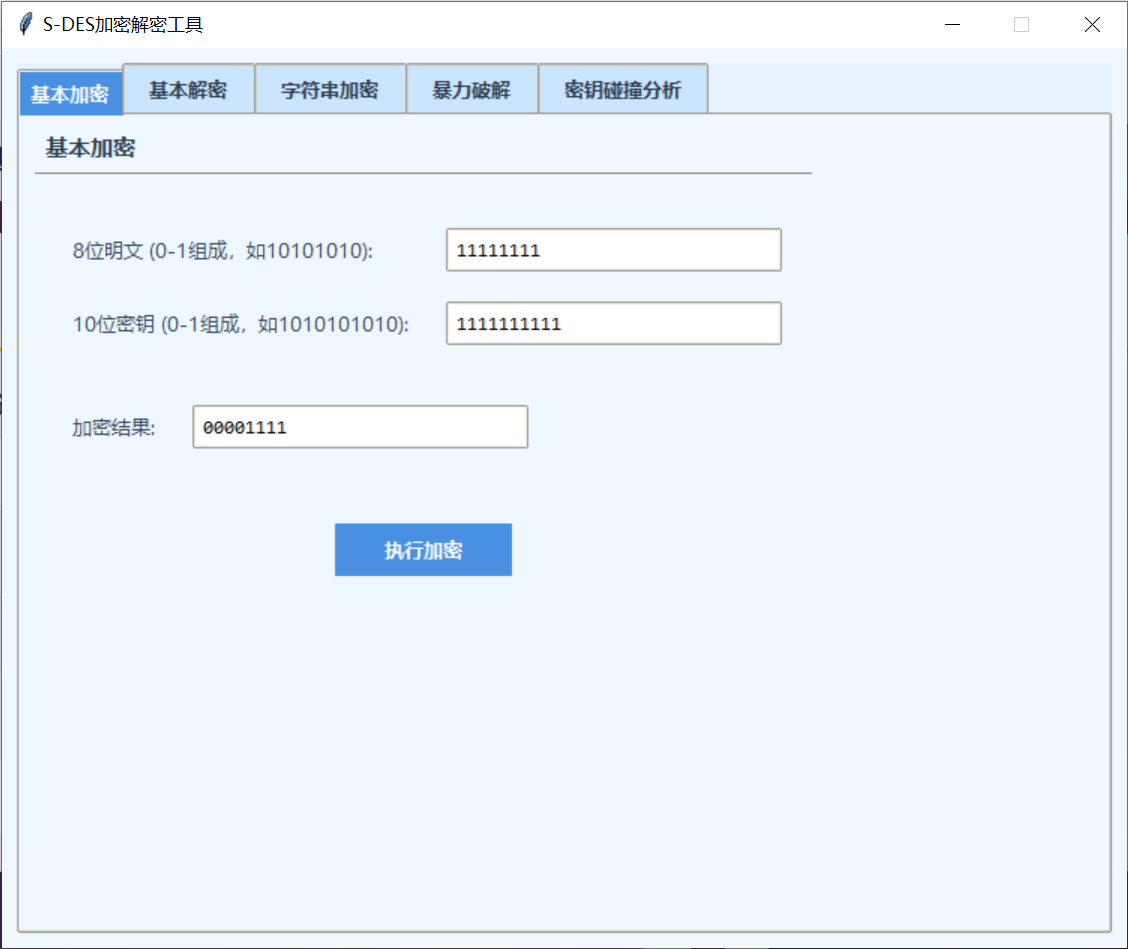 S-DES加密解密工具
基本加密 基本解密 字符串加密 暴力破解 密钥碰撞分析
基本加密
8位明文 (0-1组成，如10101010): 11111111
10位密钥 (0-1组成，如1010101010): 1111111111
加密结果: 00001111
执行加密